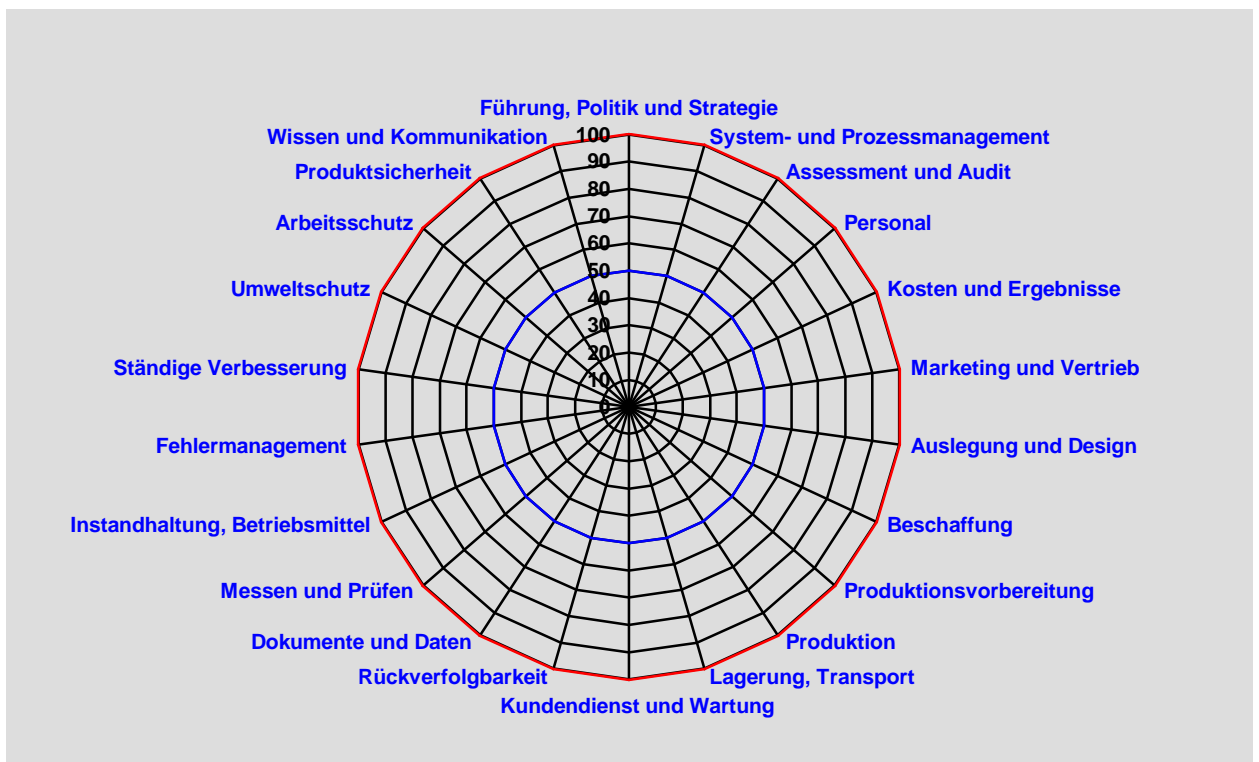 Führung, Politik und Strategie
Wissen und Kommunikation
100
System- und Prozessmanagement
90
Produktsicherheit
Assessment und Audit
80
70
Arbeitsschutz
Personal
60
50
Umweltschutz
Kosten und Ergebnisse
40
30
20
Ständige Verbesserung
Marketing und Vertrieb
10
0
Fehlermanagement
Auslegung und Design
Instandhaltung, Betriebsmittel
Beschaffung
Messen und Prüfen
Produktionsvorbereitung
Dokumente und Daten
Produktion
Rückverfolgbarkeit
Lagerung, Transport
Kundendienst und Wartung